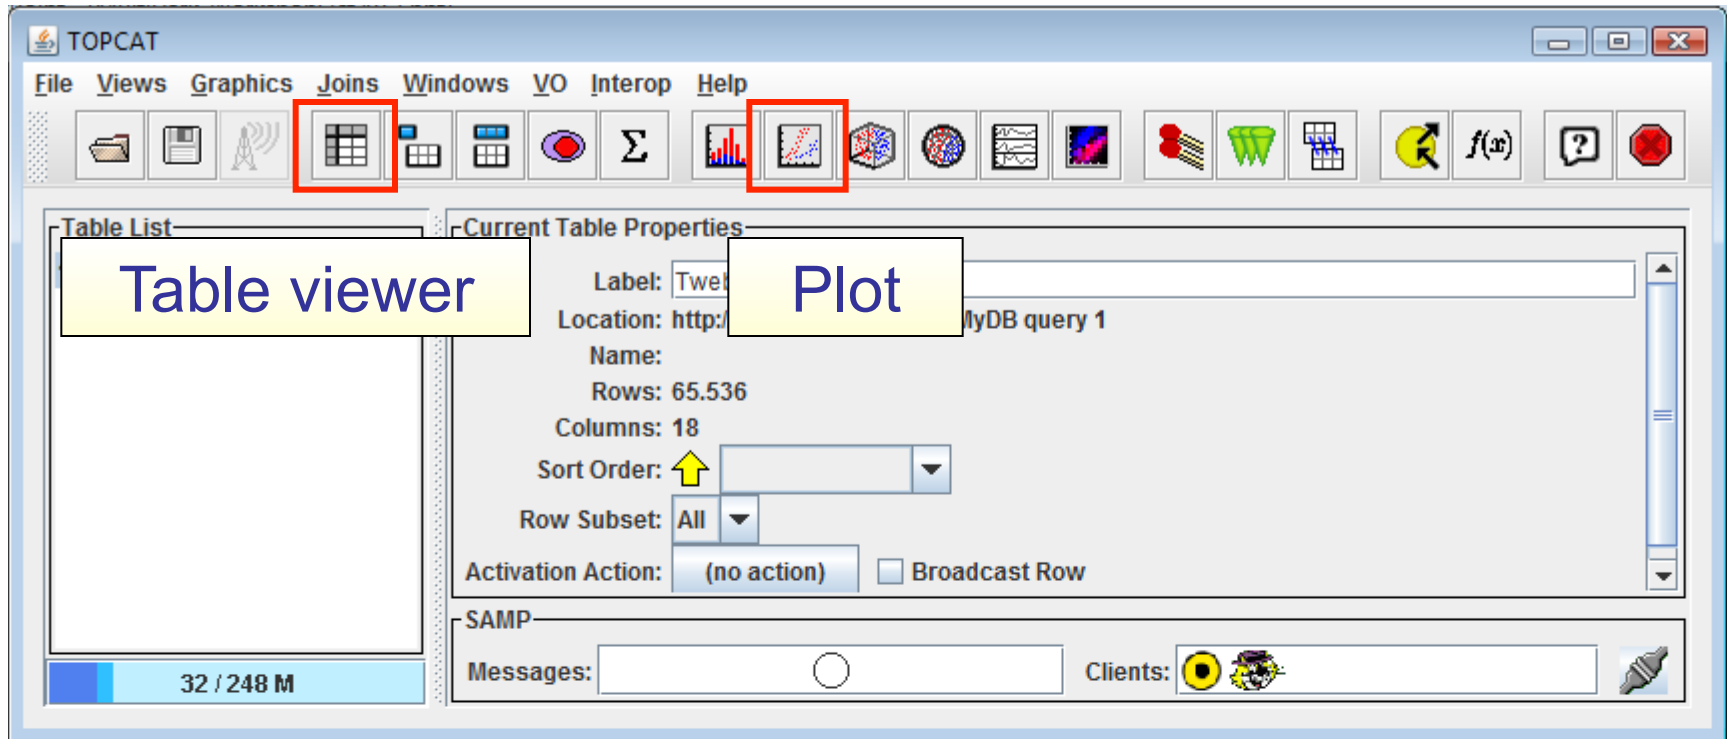 TOPCAT
File Views Graphics Joins Windows VO Interop Help
Σ f(x) ?
Table List
Current Table Properties
Table viewer
Plot
Label:
Location: http:/ MyDB query 1
Name:
Rows: 65.536
Columns: 18
Sort Order:
Row Subset: All
Activation Action: (no action) Broadcast Row
SAMP
Messages: Clients:
32 / 248 M